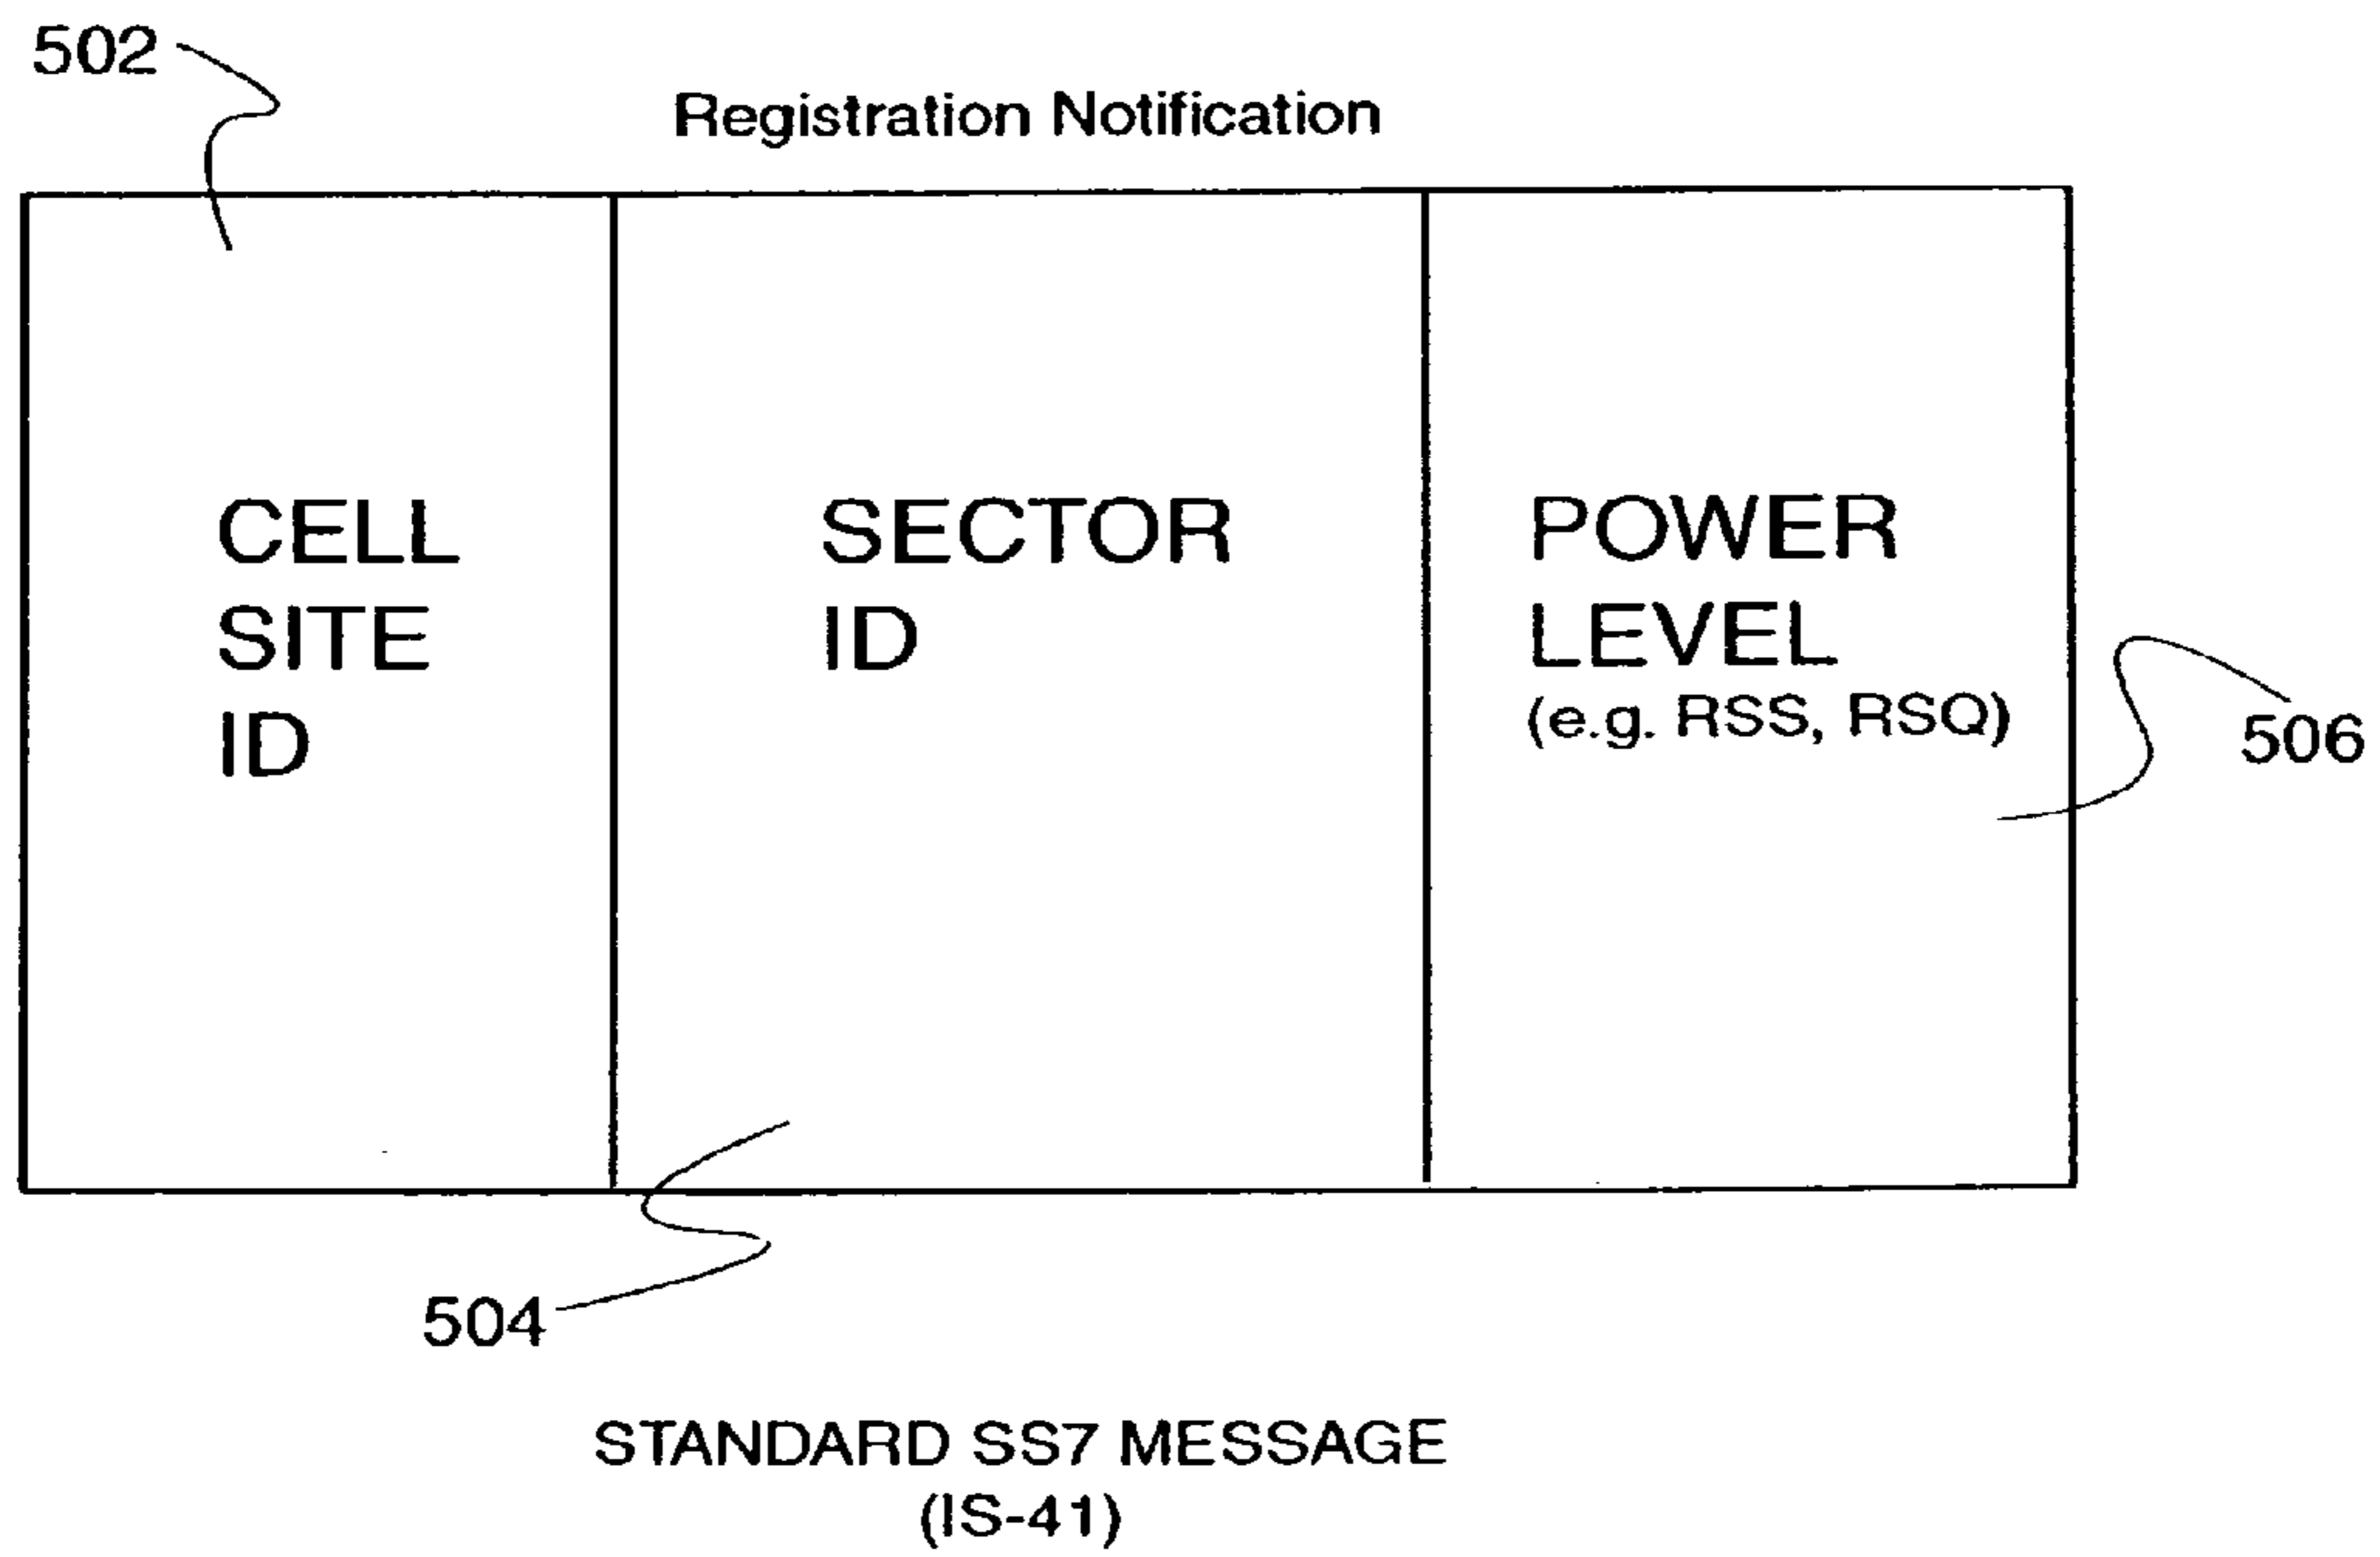 502
Registration Notification
CELL
SITE
ID
SECTOR
ID
POWER
LEVEL
(e.g. RSS, RSQ)
506
504
STANDARD SS7 MESSAGE
(IS-41)